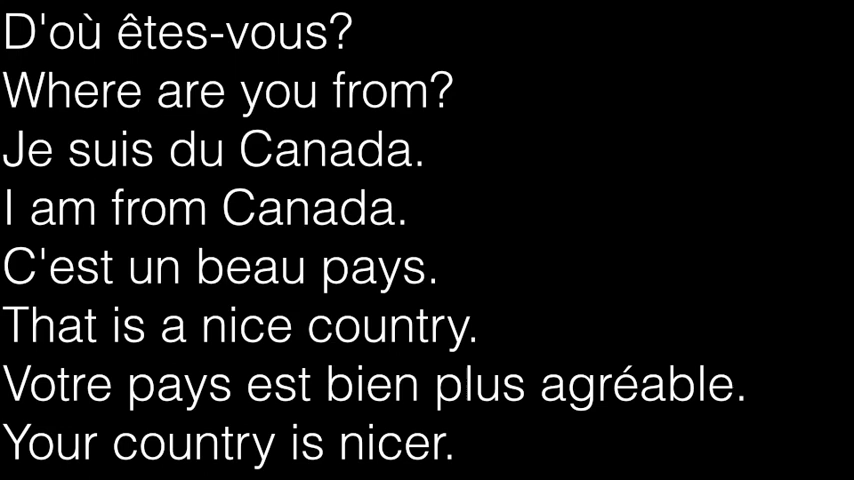 D'où êtes-vous?
Where are you from?
Je suis du Canada.
I am from Canada.
C'est un beau pays.
That is a nice country.
Votre pays est bien plus agréable.
Your country is nicer.